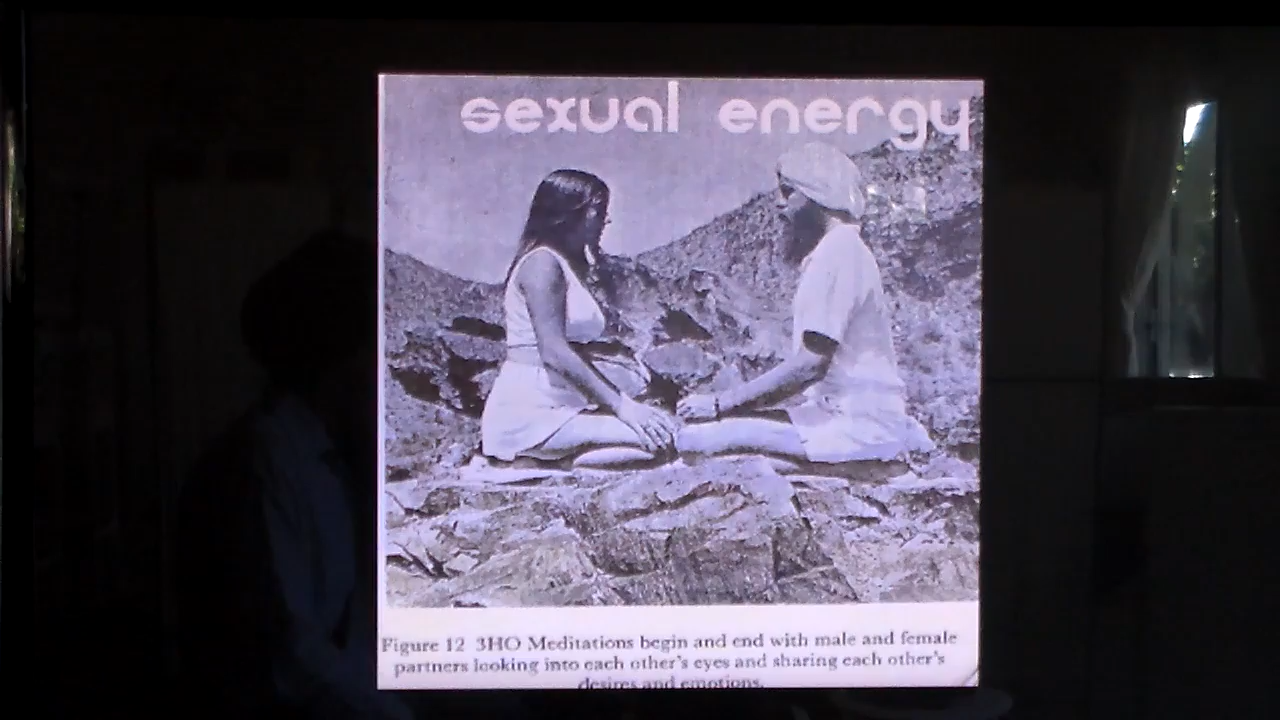 sexual energy
Figure 12 3HO Meditations begin and end with male and female
partners looking into each other's eyes and sharing each other's
desires and emotions.